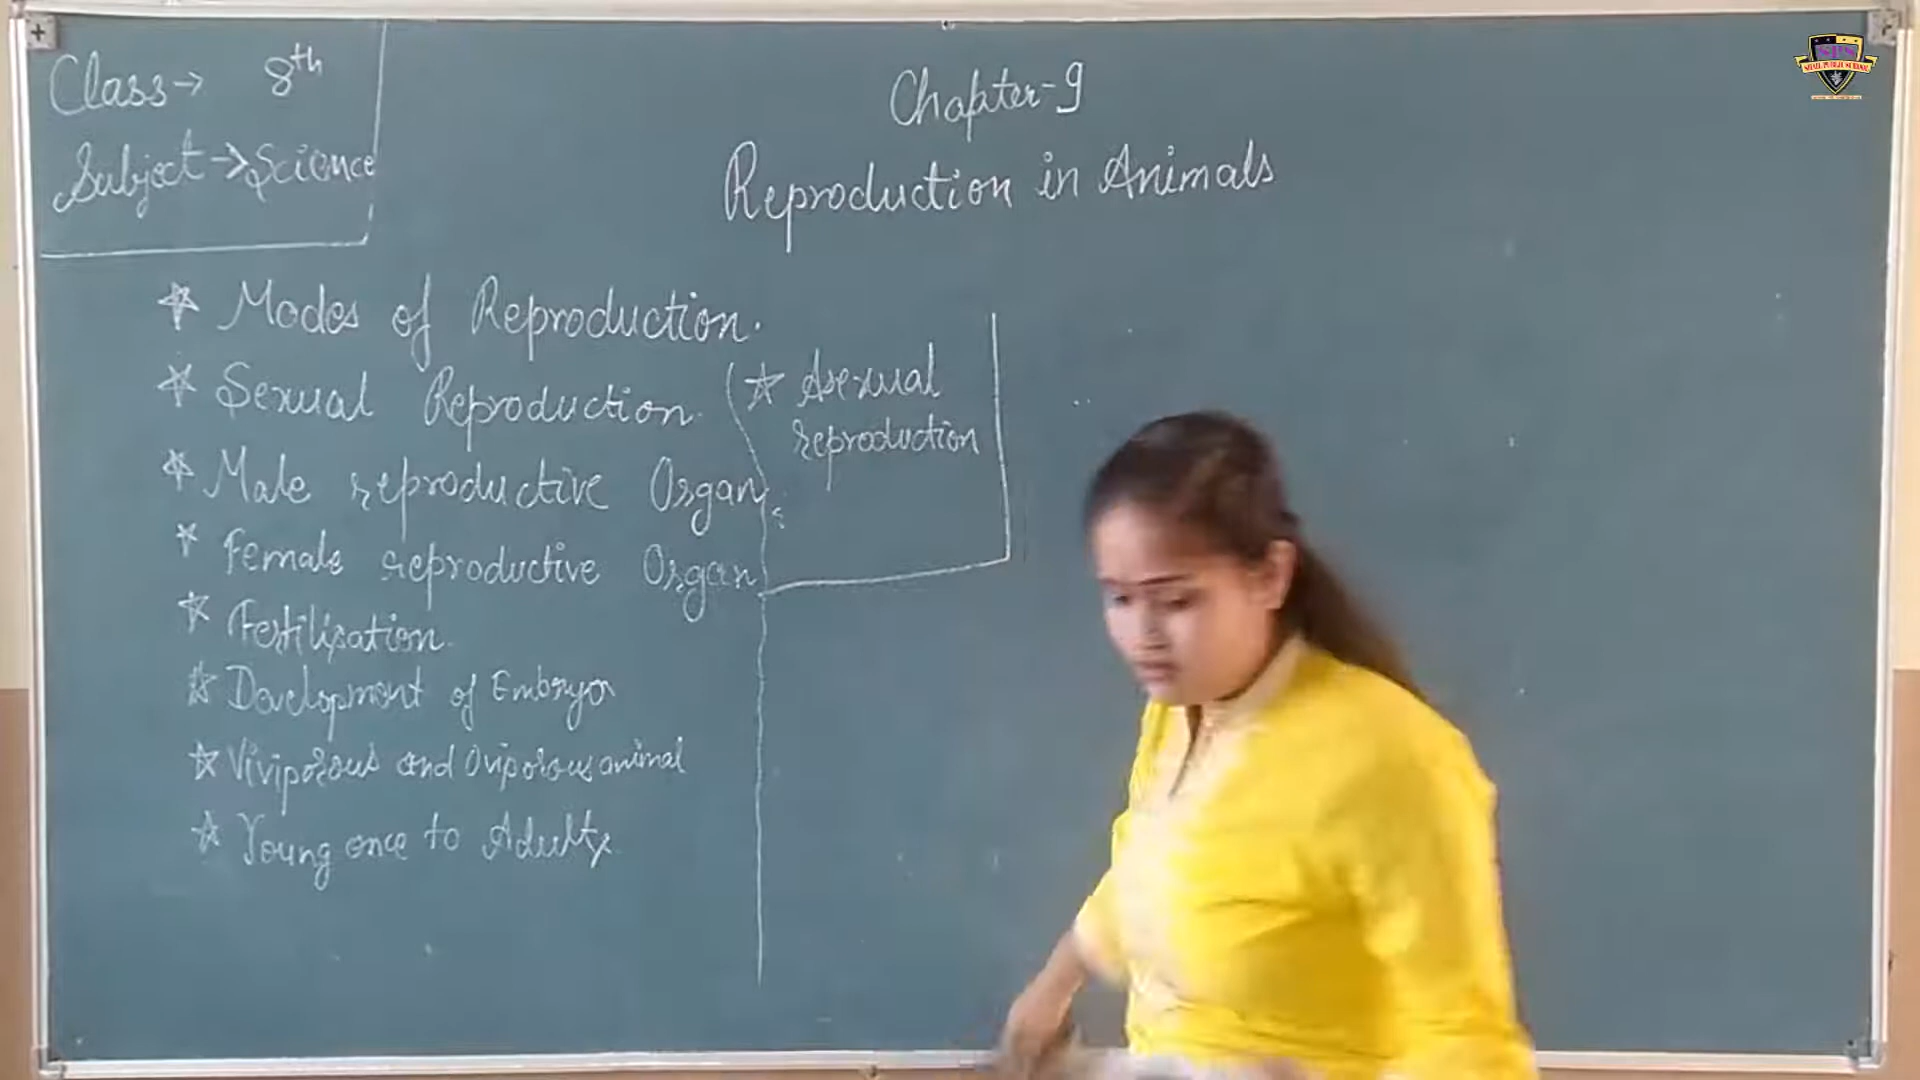 Class → 8th
Subject → Science
Chapter-9
Reproduction in Animals
Modes of Reproduction.
Sexual Reproduction.
Asexual
reproduction
Male reproductive Organ
Female reproductive Organ
Fertilisation.
Development of Embryo
Viviporous and Oviporous animal
Young once to Adults